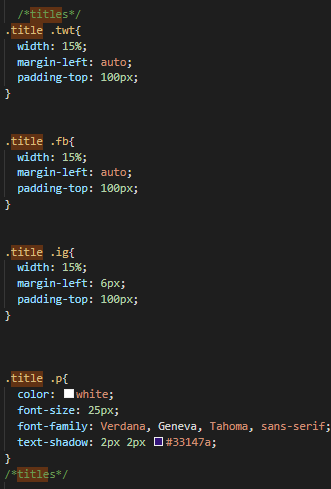 /*titles*/
.title .twt{
width: 15%;
margin-left: auto;
padding-top: 100px;
}
.title .fb{
width: 15%;
margin-left: auto;
padding-top: 100px;
}
.title .ig{
width: 15%;
margin-left: 6px;
padding-top: 100px;
}
.title .p{
color: white;
font-size: 25px;
font-family: Verdana, Geneva, Tahoma, sans-serif;
text-shadow: 2px 2px #33147a;
}
/*titles*/